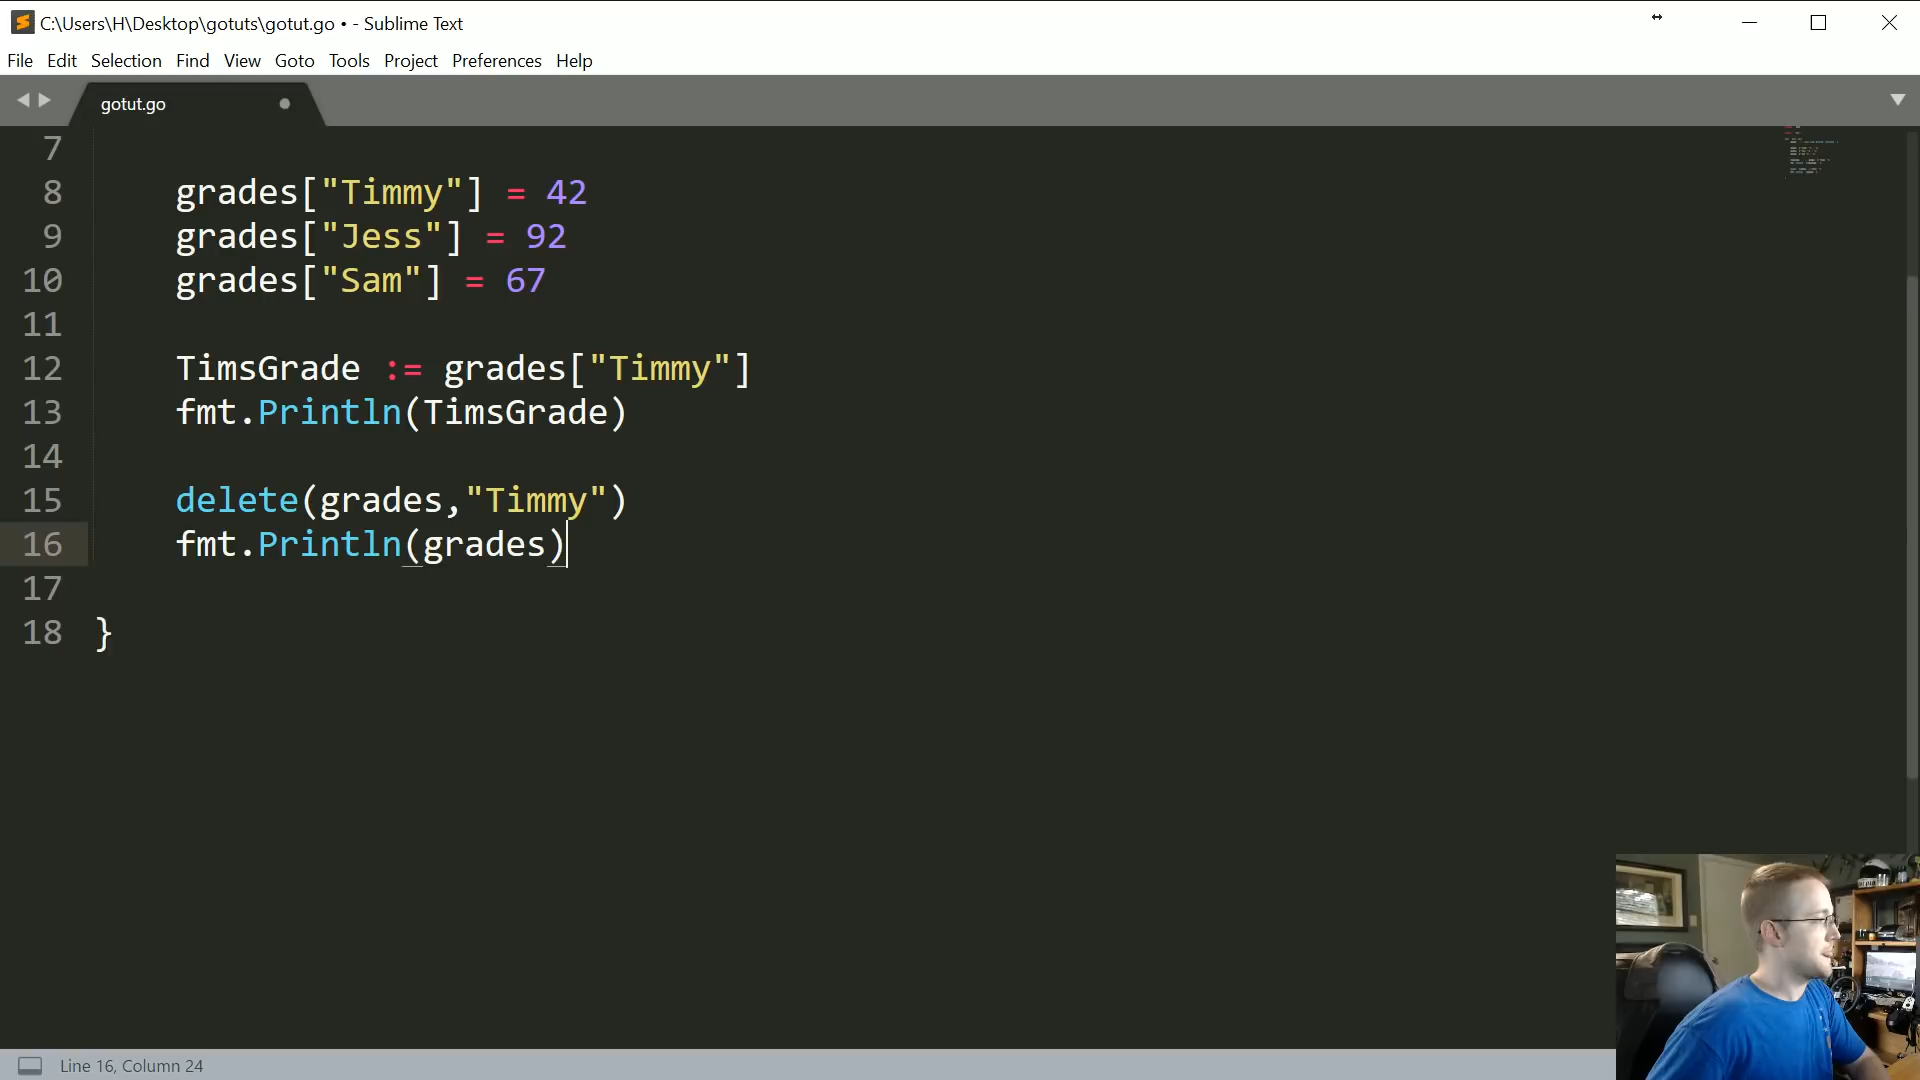 C:\Users\H\Desktop\gotuts\gotut.go • - Sublime Text
File Edit Selection Find View Goto Tools Project Preferences Help
gotut.go
7
8 grades["Timmy"] = 42
9 grades["Jess"] = 92
10 grades["Sam"] = 67
11
12 TimsGrade := grades["Timmy"]
13 fmt.Println(TimsGrade)
14
15 delete(grades,"Timmy")
16 fmt.Println(grades)
17
18 }
Line 16, Column 24